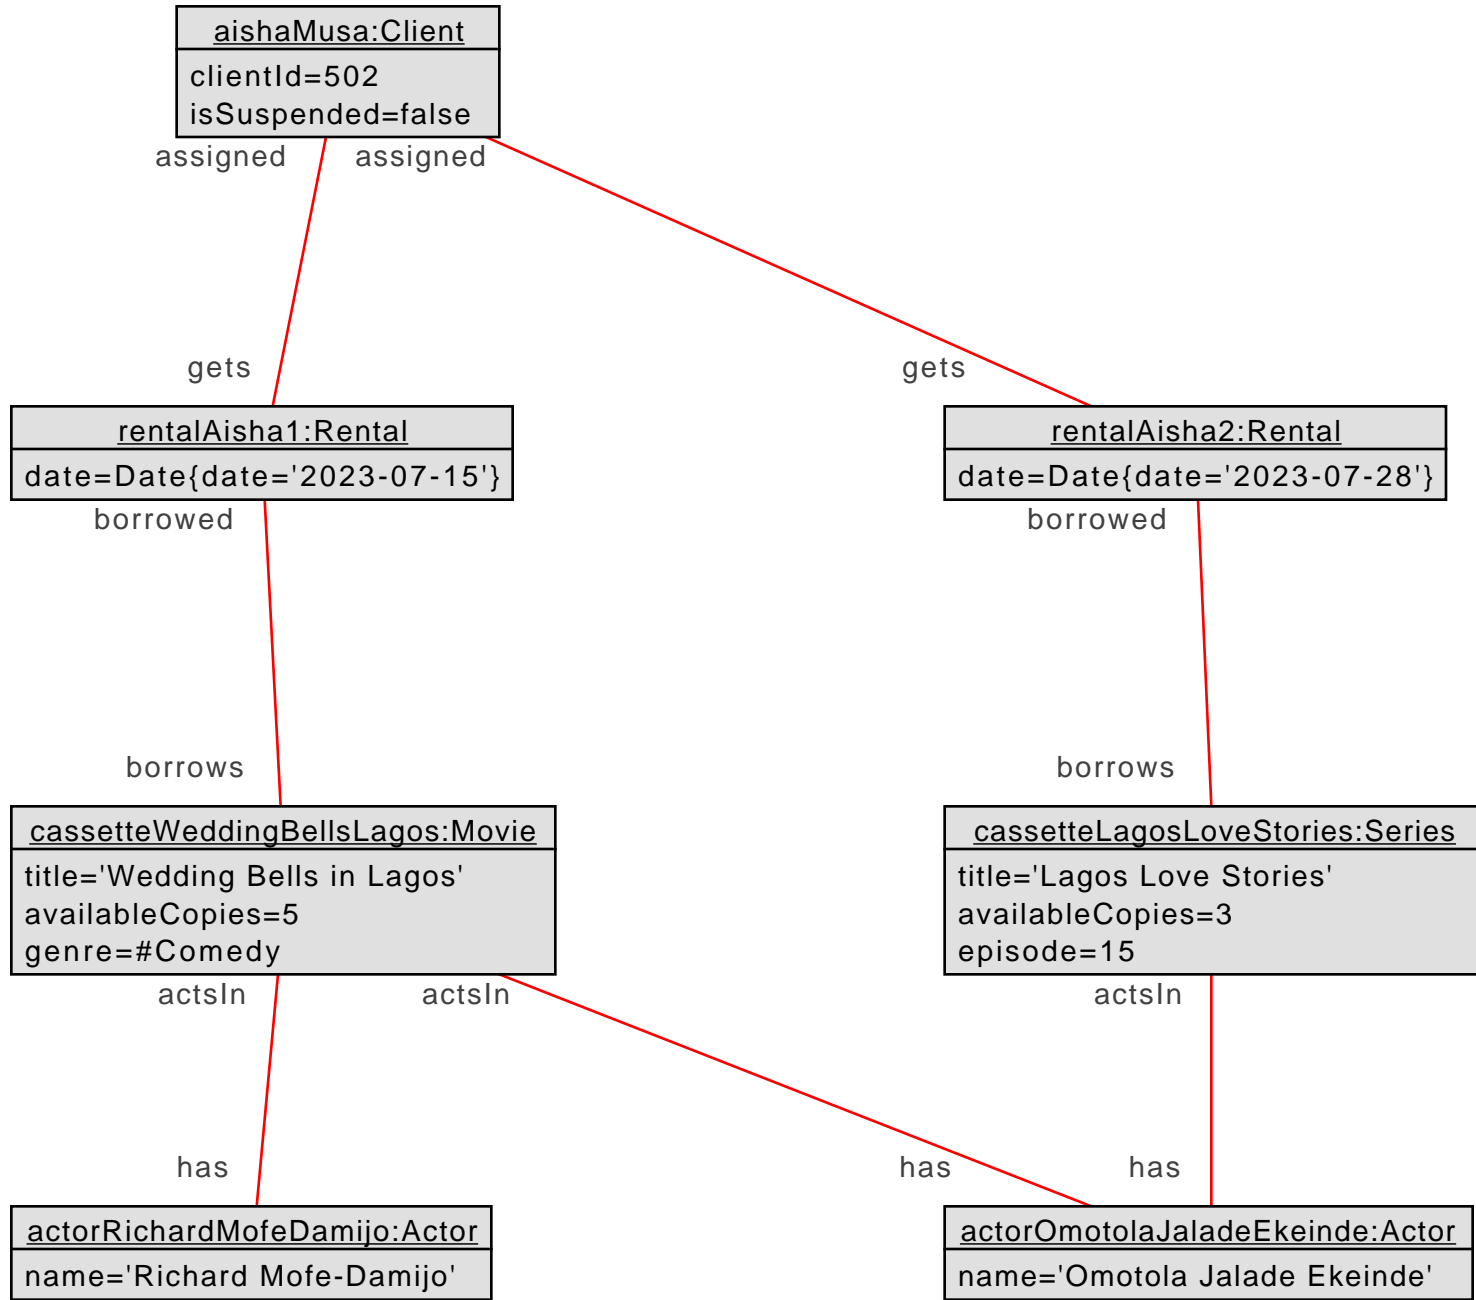 aishaMusa:Client
clientId=502
isSuspended=false
assigned assigned
gets gets
rentalAisha1:Rental
date=Date{date='2023-07-15'}
borrowed
rentalAisha2:Rental
date=Date{date='2023-07-28'}
borrowed
borrows borrows
cassetteWeddingBellsLagos:Movie
title='Wedding Bells in Lagos'
availableCopies=5
genre=#Comedy
actsIn actsIn
cassetteLagosLoveStories:Series
title='Lagos Love Stories'
availableCopies=3
episode=15
actsIn
has has has
actorRichardMofeDamijo:Actor
name='Richard Mofe-Damijo'
actorOmotolaJaladeEkeinde:Actor
name='Omotola Jalade Ekeinde'